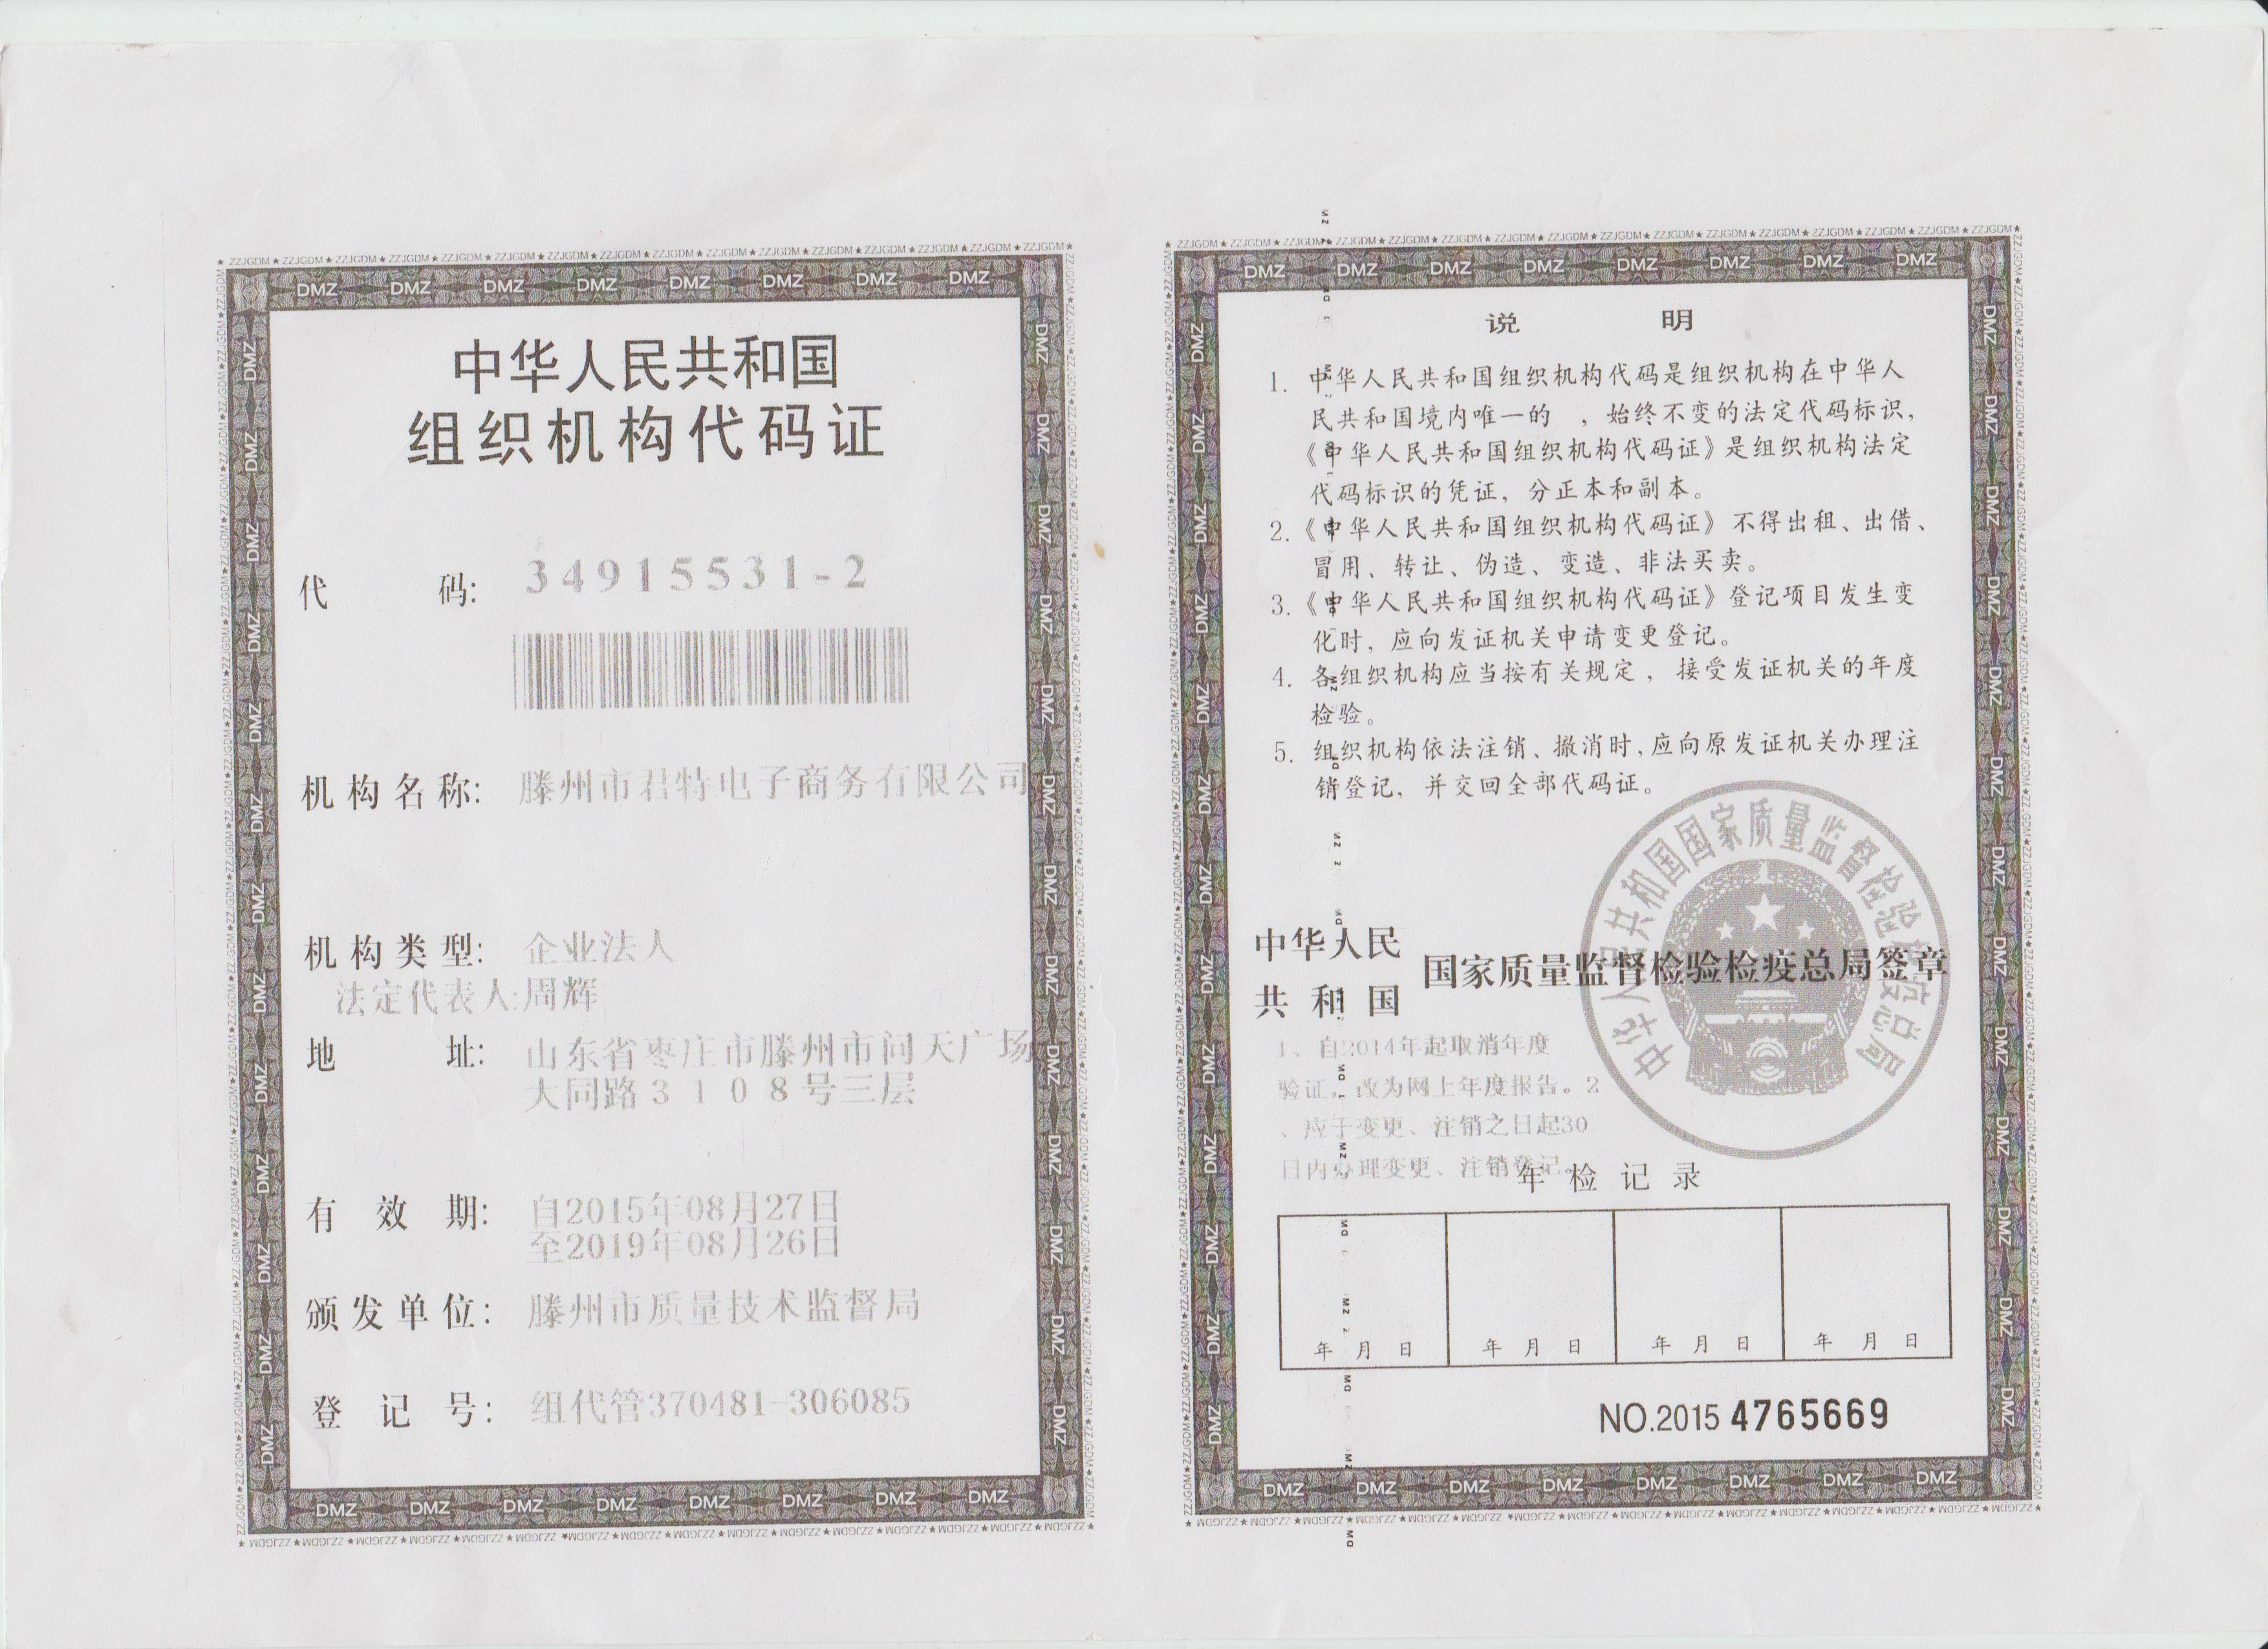 中华人民共和国
组织机构代码证
代 码: 34915531-2
机构名称: 滕州市君特电子商务有限公司
机构类型: 企业法人
法定代表人:周辉
地 址: 山东省枣庄市滕州市问天广场
大同路3108号三层
有效期: 自2015年08月27日
至2019年08月26日
颁发单位: 滕州市质量技术监督局
登记号: 组代管370481-306085
说 明
1. 中华人民共和国组织机构代码是组织机构在中华人
民共和国境内唯一的 ，始终不变的法定代码标识，
《中华人民共和国组织机构代码证》是组织机构法定
代码标识的凭证，分正本和副本。
2.《中华人民共和国组织机构代码证》不得出租、出借、
冒用、转让、伪造、变造、非法买卖。
3.《中华人民共和国组织机构代码证》登记项目发生变
化时，应向发证机关申请变更登记。
4. 各组织机构应当按有关规定，接受发证机关的年度
检验。
5. 组织机构依法注销、撤消时,应向原发证机关办理注
销登记，并交回全部代码证。
中华人民共和国国家质量监督检验检疫总局
中华人民
共和国
国家质量监督检验检疫总局签章
1、自2014年起取消年度
验证，改为网上年度报告。2
、应于变更、注销之日起30
日内办理变更、注销登记。
年检记录
年 月 日 年 月 日 年 月 日 年 月 日
NO.2015 4765669